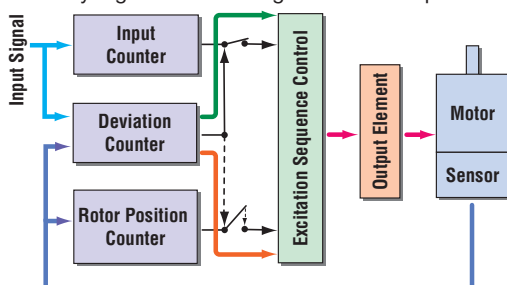 Input Signal
Input
Counter
Deviation
Counter
Rotor Position
Counter
Excitation Sequence Control
Output Element
Motor
Sensor